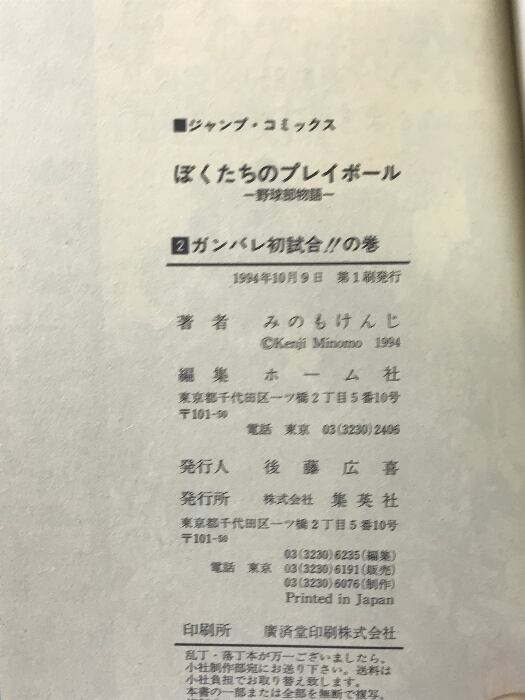 ■ジャンプ・コミックス
ぼくたちのプレイボール
―野球部物語―
2 ガンバレ初試合!!の巻
1994年10月9日 第1刷発行
著者 みのもけんじ
©Kenji Minomo 1994
編集 ホーム社
東京都千代田区一ツ橋2丁目5番10号
〒101-50
電話 東京 03(3230)2406
発行人 後藤広喜
発行所 株式会社 集英社
東京都千代田区一ツ橋2丁目5番10号
〒101-50
03(3230)6235(編集)
電話 東京 03(3230)6191(販売)
03(3230)6076(制作)
Printed in Japan
印刷所 廣済堂印刷株式会社
乱丁・落丁本が万一ございましたら、
小社制作部宛にお送り下さい。送料は
小社負担でお取り替え致します。
本書の一部または全部を無断で複写、